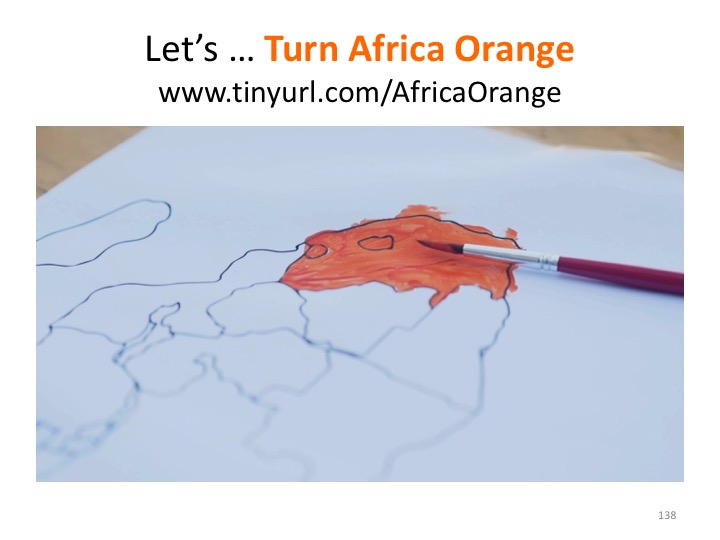 Let’s … Turn Africa Orange
www.tinyurl.com/AfricaOrange
138